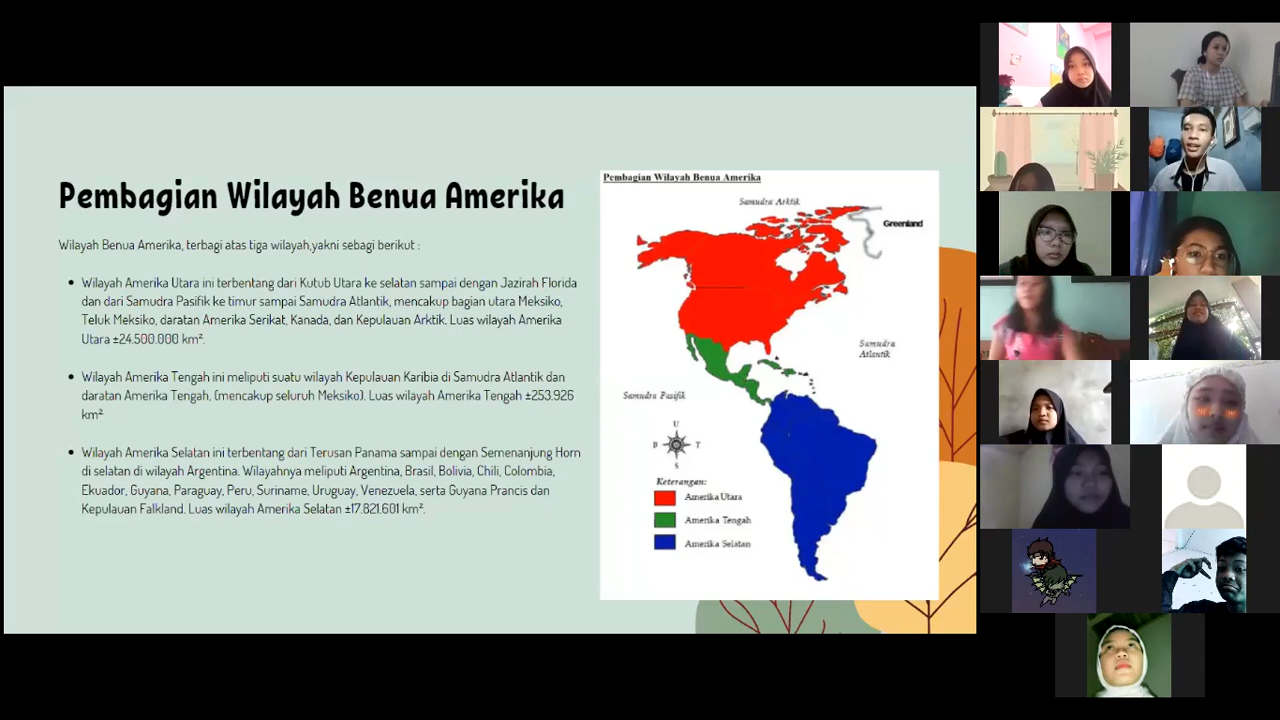 Pembagian Wilayah Benua Amerika
Wilayah Benua Amerika, terbagi atas tiga wilayah,yakni sebagi berikut :
Wilayah Amerika Utara ini terbentang dari Kutub Utara ke selatan sampai dengan Jazirah Florida
dan dari Samudra Pasifik ke timur sampai Samudra Atlantik, mencakup bagian utara Meksiko,
Teluk Meksiko, daratan Amerika Serikat, Kanada, dan Kepulauan Arktik. Luas wilayah Amerika
Utara ±24.500.000 km².
Wilayah Amerika Tengah ini meliputi suatu wilayah Kepulauan Karibia di Samudra Atlantik dan
daratan Amerika Tengah, (mencakup seluruh Meksiko). Luas wilayah Amerika Tengah ±253.926
km²
Wilayah Amerika Selatan ini terbentang dari Terusan Panama sampai dengan Semenanjung Horn
di selatan di wilayah Argentina. Wilayahnya meliputi Argentina, Brasil, Bolivia, Chili, Colombia,
Ekuador, Guyana, Paraguay, Peru, Suriname, Uruguay, Venezuela, serta Guyana Prancis dan
Kepulauan Falkland. Luas wilayah Amerika Selatan ±17.821.601 km².
Pembagian Wilayah Benua Amerika
Samudra Arktik
Greenland
Samudra
Atlantik
Samudra Pasifik
U
B T
S
Keterangan:
Amerika Utara
Amerika Tengah
Amerika Selatan